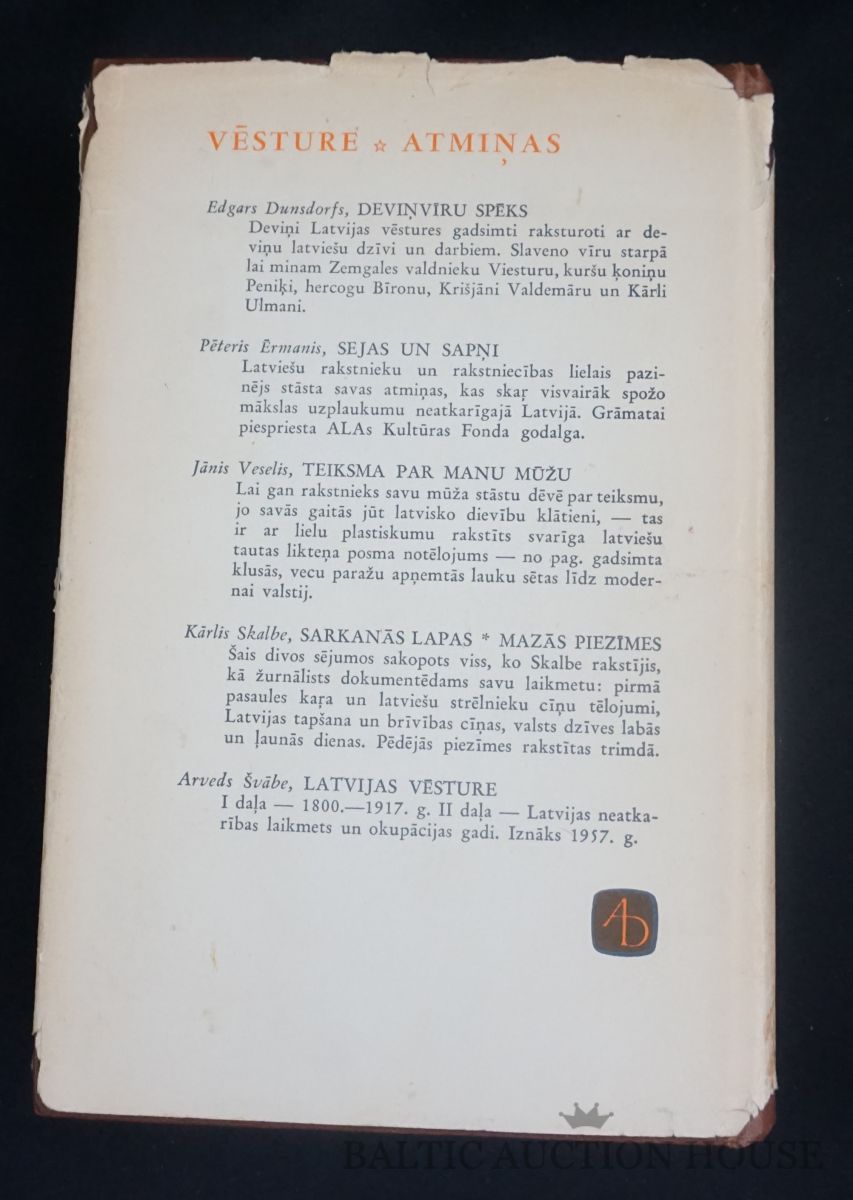 VĒSTURE ☆ ATMIŅAS
Edgars Dunsdorfs, DEVIŅVĪRU SPĒKS
Deviņi Latvijas vēstures gadsimti raksturoti ar de-
viņu latviešu dzīvi un darbiem. Slaveno vīru starpā
lai minam Zemgales valdnieku Viesturu, kuršu ķoniņu
Peniķi, hercogu Bīronu, Krišjāni Valdemāru un Kārli
Ulmani.
Pēteris Ērmanis, SEJAS UN SAPŅI
Latviešu rakstnieku un rakstniecības lielais pazi-
nējs stāsta savas atmiņas, kas skaŗ visvairāk spožo
mākslas uzplaukumu neatkarīgajā Latvijā. Grāmatai
piespriesta ALAs Kultūras Fonda godalga.
Jānis Veselis, TEIKSMA PAR MANU MŪŽU
Lai gan rakstnieks savu mūža stāstu dēvē par teiksmu,
jo savās gaitās jūt latvisko dievību klātieni, — tas
ir ar lielu plastiskumu rakstīts svarīga latviešu
tautas likteņa posma notēlojums — no pag. gadsimta
klusās, vecu paražu apņemtās lauku sētas līdz moder-
nai valstij.
Kārlis Skalbe, SARKANĀS LAPAS * MAZĀS PIEZĪMES
Šais divos sējumos sakopots viss, ko Skalbe rakstījis,
kā žurnālists dokumentēdams savu laikmetu: pirmā
pasaules kaŗa un latviešu strēlnieku cīņu tēlojumi,
Latvijas tapšana un brīvības cīņas, valsts dzīves labās
un ļaunās dienas. Pēdējās piezīmes rakstītas trimdā.
Arveds Švābe, LATVIJAS VĒSTURE
I daļa — 1800.—1917. g. II daļa — Latvijas neatka-
rības laikmets un okupācijas gadi. Iznāks 1957. g.
AD
BALTIC AUCTION HOUSE